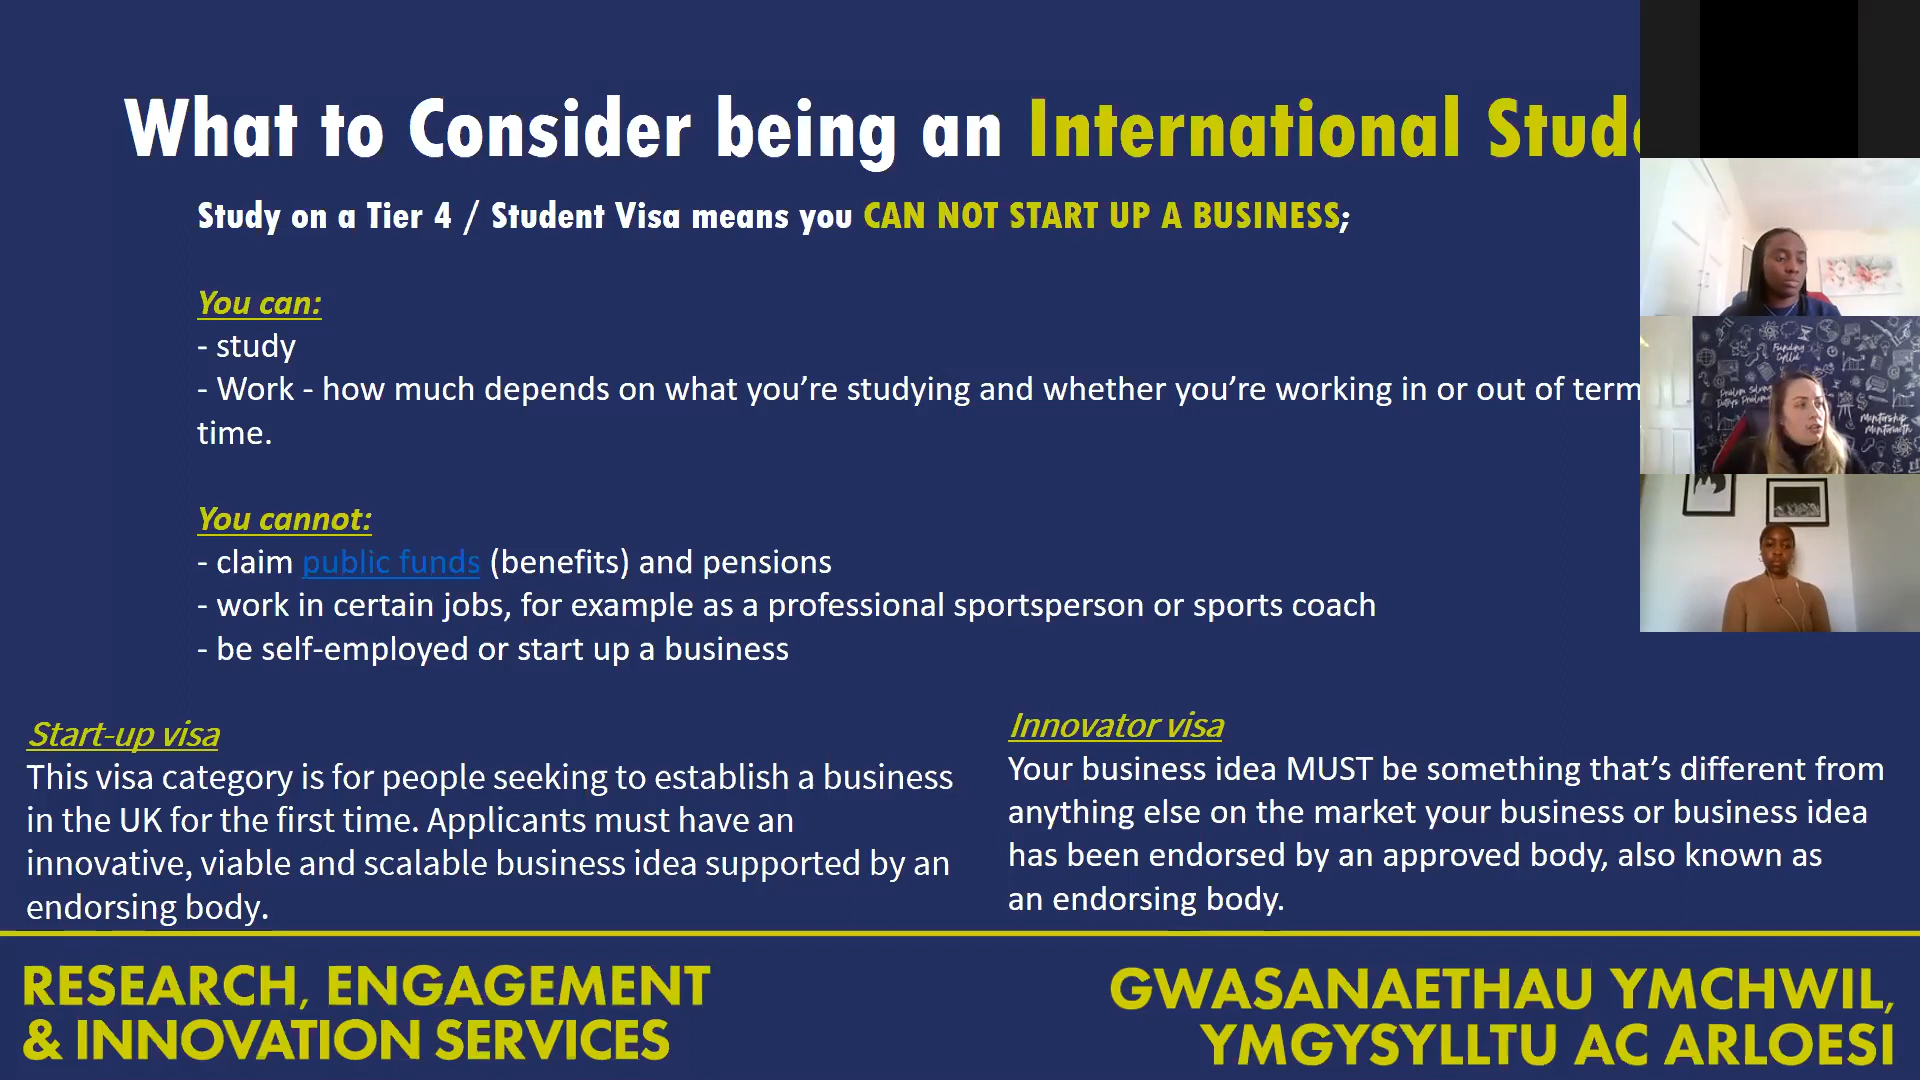 What to Consider being an International Stud
Study on a Tier 4 / Student Visa means you CAN NOT START UP A BUSINESS;
You can:
- study
- Work - how much depends on what you’re studying and whether you’re working in or out of term
time.
You cannot:
- claim public funds (benefits) and pensions
- work in certain jobs, for example as a professional sportsperson or sports coach
- be self-employed or start up a business
Start-up visa
This visa category is for people seeking to establish a business
in the UK for the first time. Applicants must have an
innovative, viable and scalable business idea supported by an
endorsing body.
Innovator visa
Your business idea MUST be something that’s different from
anything else on the market your business or business idea
has been endorsed by an approved body, also known as
an endorsing body.
RESEARCH, ENGAGEMENT
& INNOVATION SERVICES
GWASANAETHAU YMCHWIL,
YMGYSYLLTU AC ARLOESI
Funding
Mentorship